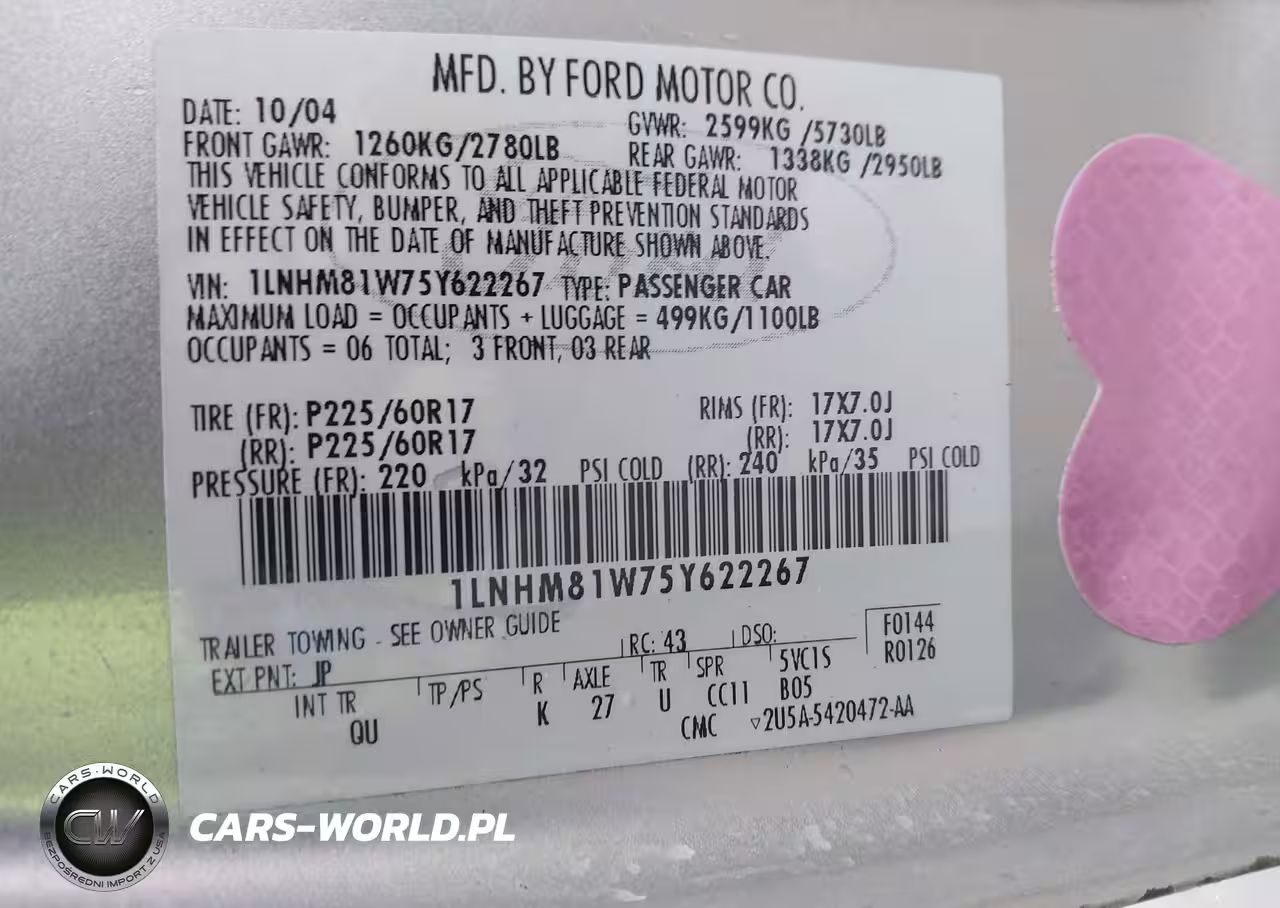 MFD. BY FORD MOTOR CO.
DATE: 10/04 GVWR: 2599KG /5730LB
FRONT GAWR: 1260KG/2780LB REAR GAWR: 1338KG /2950LB
THIS VEHICLE CONFORMS TO ALL APPLICABLE FEDERAL MOTOR
VEHICLE SAFETY, BUMPER, AND THEFT PREVENTION STANDARDS
IN EFFECT ON THE DATE OF MANUFACTURE SHOWN ABOVE.
VIN: 1LNHM81W75Y622267 TYPE: PASSENGER CAR
MAXIMUM LOAD = OCCUPANTS + LUGGAGE = 499KG/1100LB
OCCUPANTS = 06 TOTAL; 3 FRONT, 03 REAR
TIRE (FR): P225/60R17 RIMS (FR): 17X7.0J
(RR): P225/60R17 (RR): 17X7.0J
PRESSURE (FR): 220 kPa/32 PSI COLD (RR): 240 kPa/35 PSI COLD
1LNHM81W75Y622267
TRAILER TOWING - SEE OWNER GUIDE RC: 43 DSO: F0144
EXT PNT: JP R0126
INT TR TP/PS R AXLE TR SPR 5VC1S
QU K 27 U CC11 B05
CMC ▽2U5A-5420472-AA
CARS-WORLD
CW
BEZPOŚREDNI IMPORT Z USA
CARS-WORLD.PL